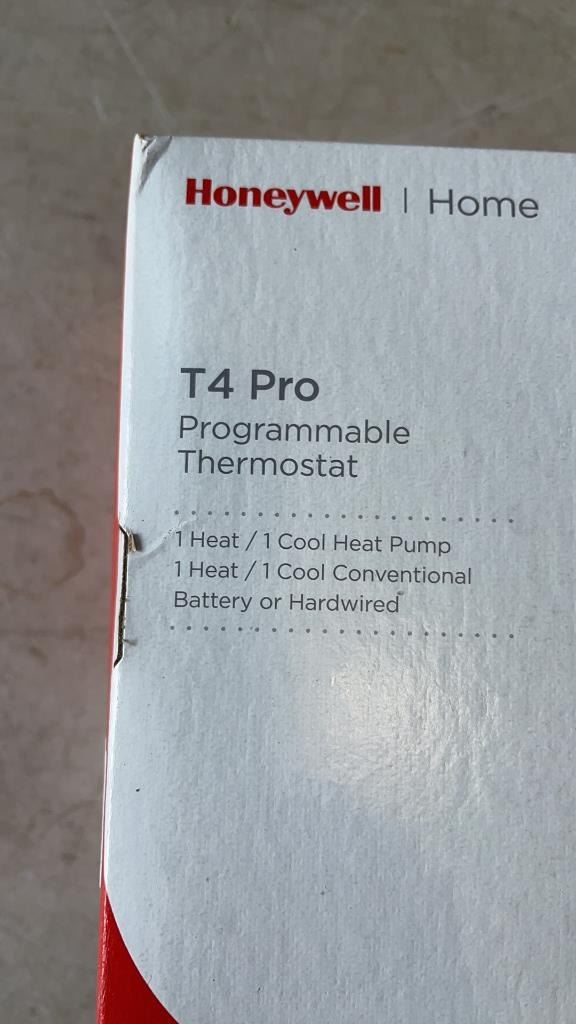 Honeywell | Home
T4 Pro
Programmable
Thermostat
1 Heat / 1 Cool Heat Pump
1 Heat / 1 Cool Conventional
Battery or Hardwired